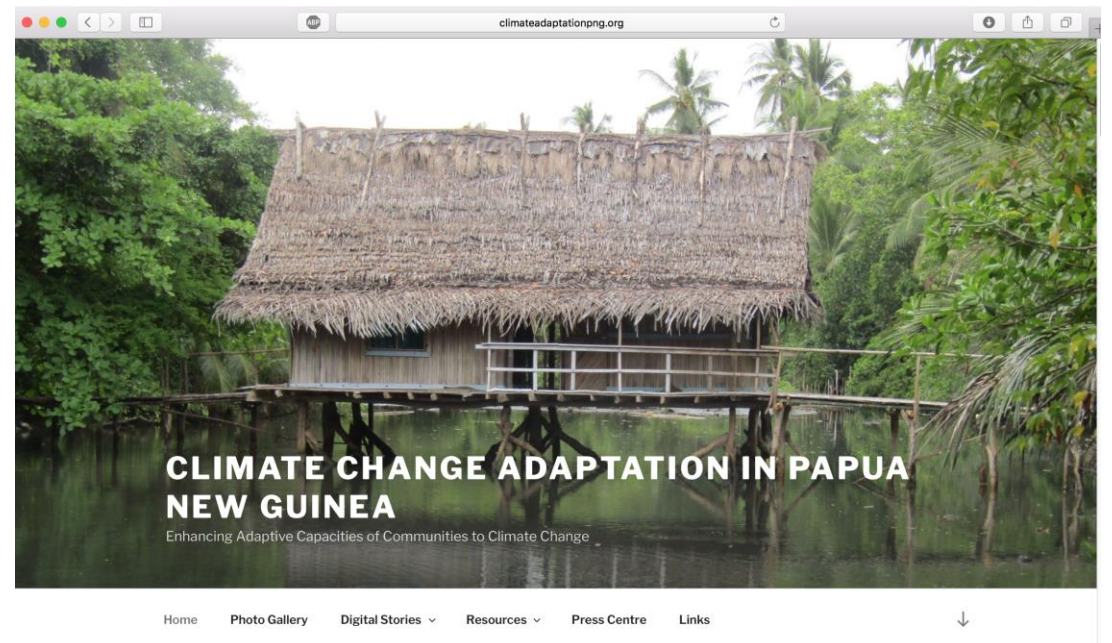 ABP
climateadaptationpng.org
CLIMATE CHANGE ADAPTATION IN PAPUA
NEW GUINEA
Enhancing Adaptive Capacities of Communities to Climate Change
Home Photo Gallery Digital Stories Resources Press Centre Links